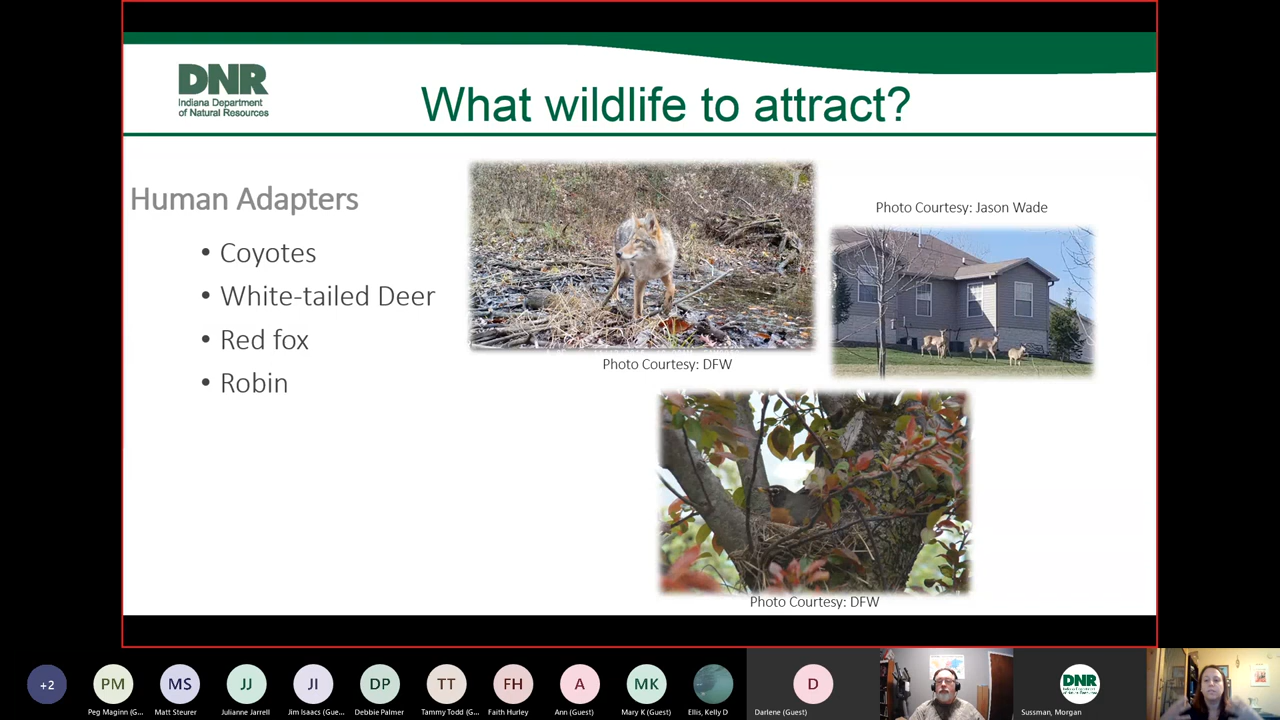 DNR
Indiana Department
of Natural Resources
What wildlife to attract?
Human Adapters
• Coyotes
• White-tailed Deer
• Red fox
• Robin
Photo Courtesy: DFW
Photo Courtesy: Jason Wade
Photo Courtesy: DFW
+2
PM
MS
JJ
JI
DP
TT
FH
A
MK
D
DNR
Peg Maginn (G...
Matt Steurer
Julianne Jarrell
Jim Isaacs (Gue...
Debbie Palmer
Tammy Todd (G...
Faith Hurley
Ann (Guest)
Mary K (Guest)
Ellis, Kelly D
Darlene (Guest)
Sussman, Morgan